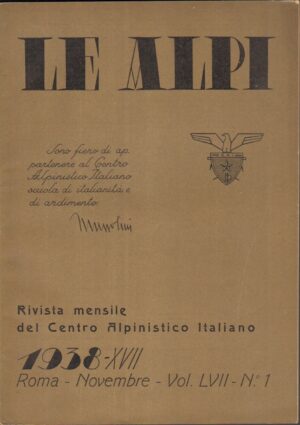 LE ALPI
Sono fiero di ap-
partenere al Centro
Alpinistico Italiano
scuola di italianità e
di ardimento.
Mussolini
Rivista mensile
del Centro Alpinistico Italiano
1938-XVII
Roma - Novembre - Vol. LVII - N.° 1